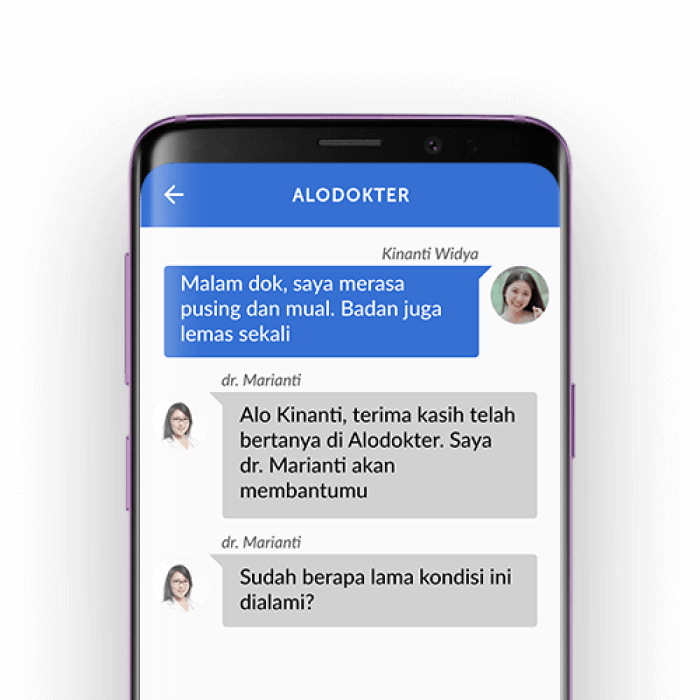 ALODOKTER
Kinanti Widya
Malam dok, saya merasa
pusing dan mual. Badan juga
lemas sekali
dr. Marianti
Alo Kinanti, terima kasih telah
bertanya di Alodokter. Saya
dr. Marianti akan
membantumu
dr. Marianti
Sudah berapa lama kondisi ini
dialami?